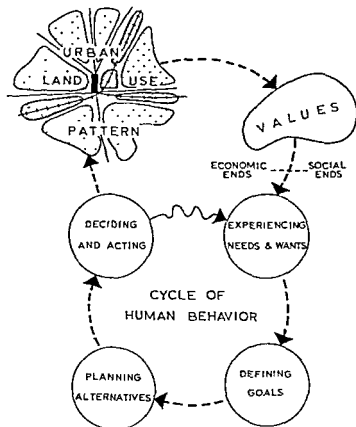 URBAN
LAND USE
PATTERN
VALUES
ECONOMIC ENDS
SOCIAL ENDS
DECIDING
AND ACTING
EXPERIENCING
NEEDS & WANTS
CYCLE OF
HUMAN BEHAVIOR
PLANNING
ALTERNATIVES
DEFINING
GOALS